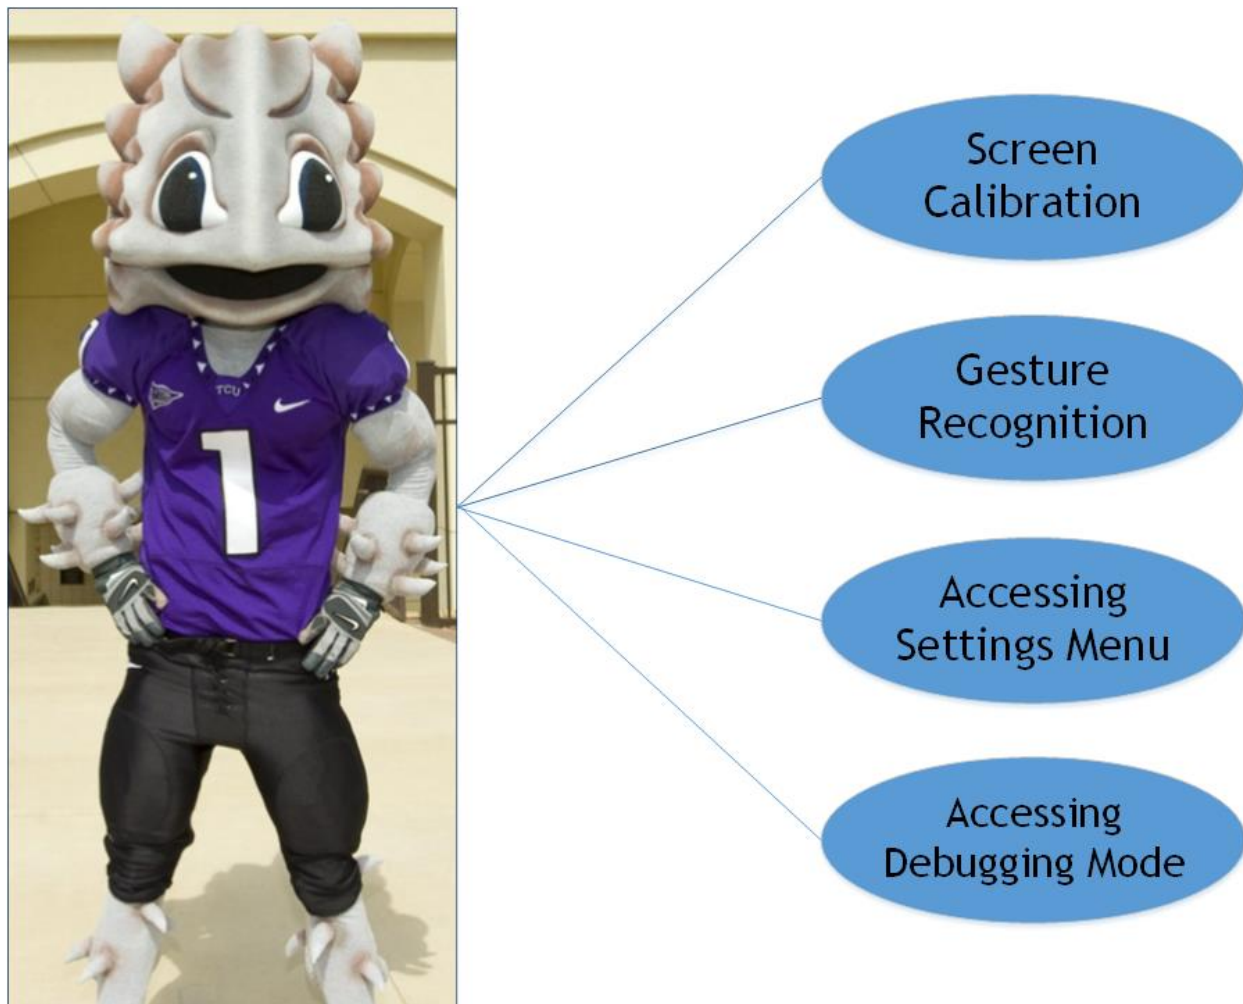 TCU
1
Screen
Calibration
Gesture
Recognition
Accessing
Settings Menu
Accessing
Debugging Mode